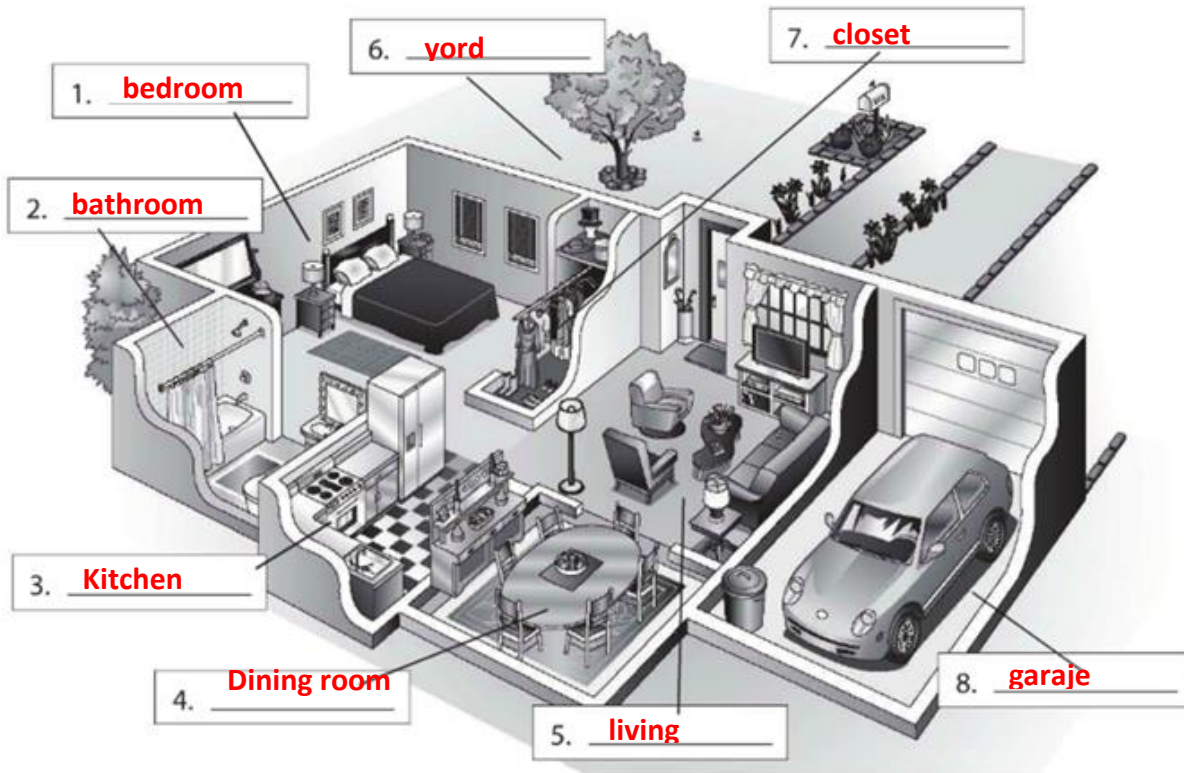 1. bedroom
2. bathroom
3. Kitchen
4. Dining room
5. living
6. yord
7. closet
8. garaje